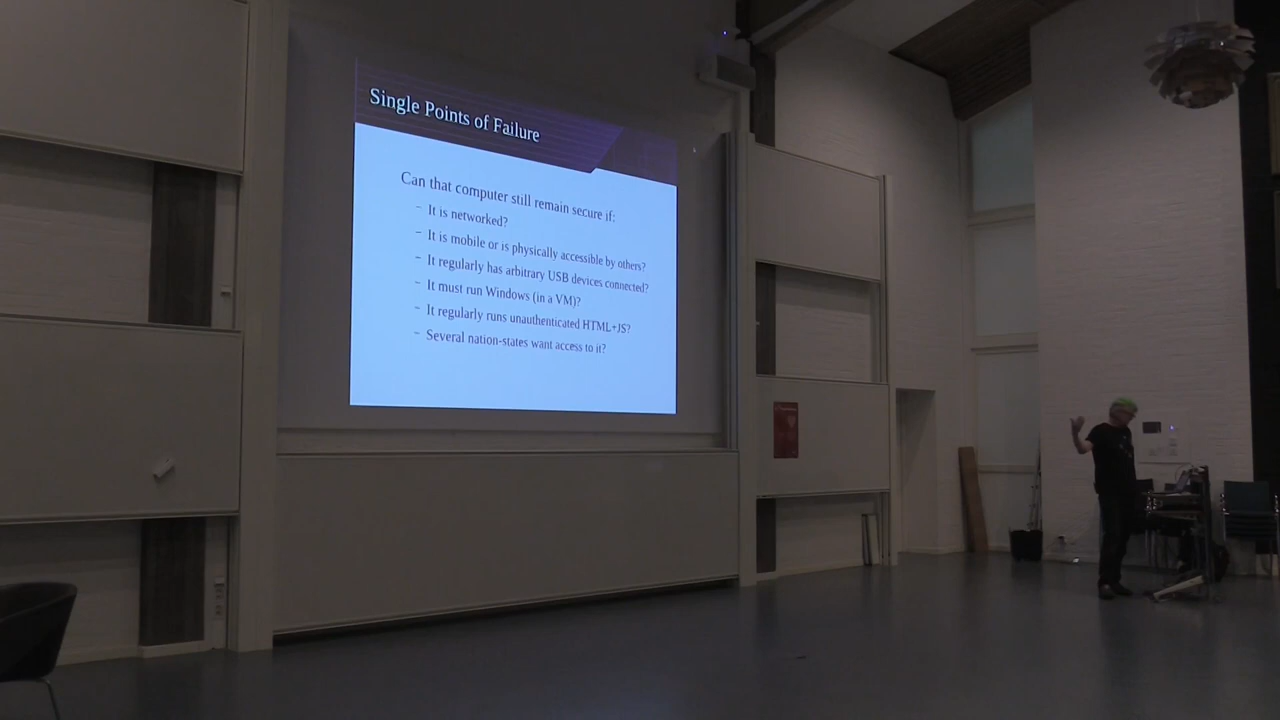 Single Points of Failure
Can that computer still remain secure if:
– It is networked?
– It is mobile or is physically accessible by others?
– It regularly has arbitrary USB devices connected?
– It must run Windows (in a VM)?
– It regularly runs unauthenticated HTML+JS?
– Several nation-states want access to it?